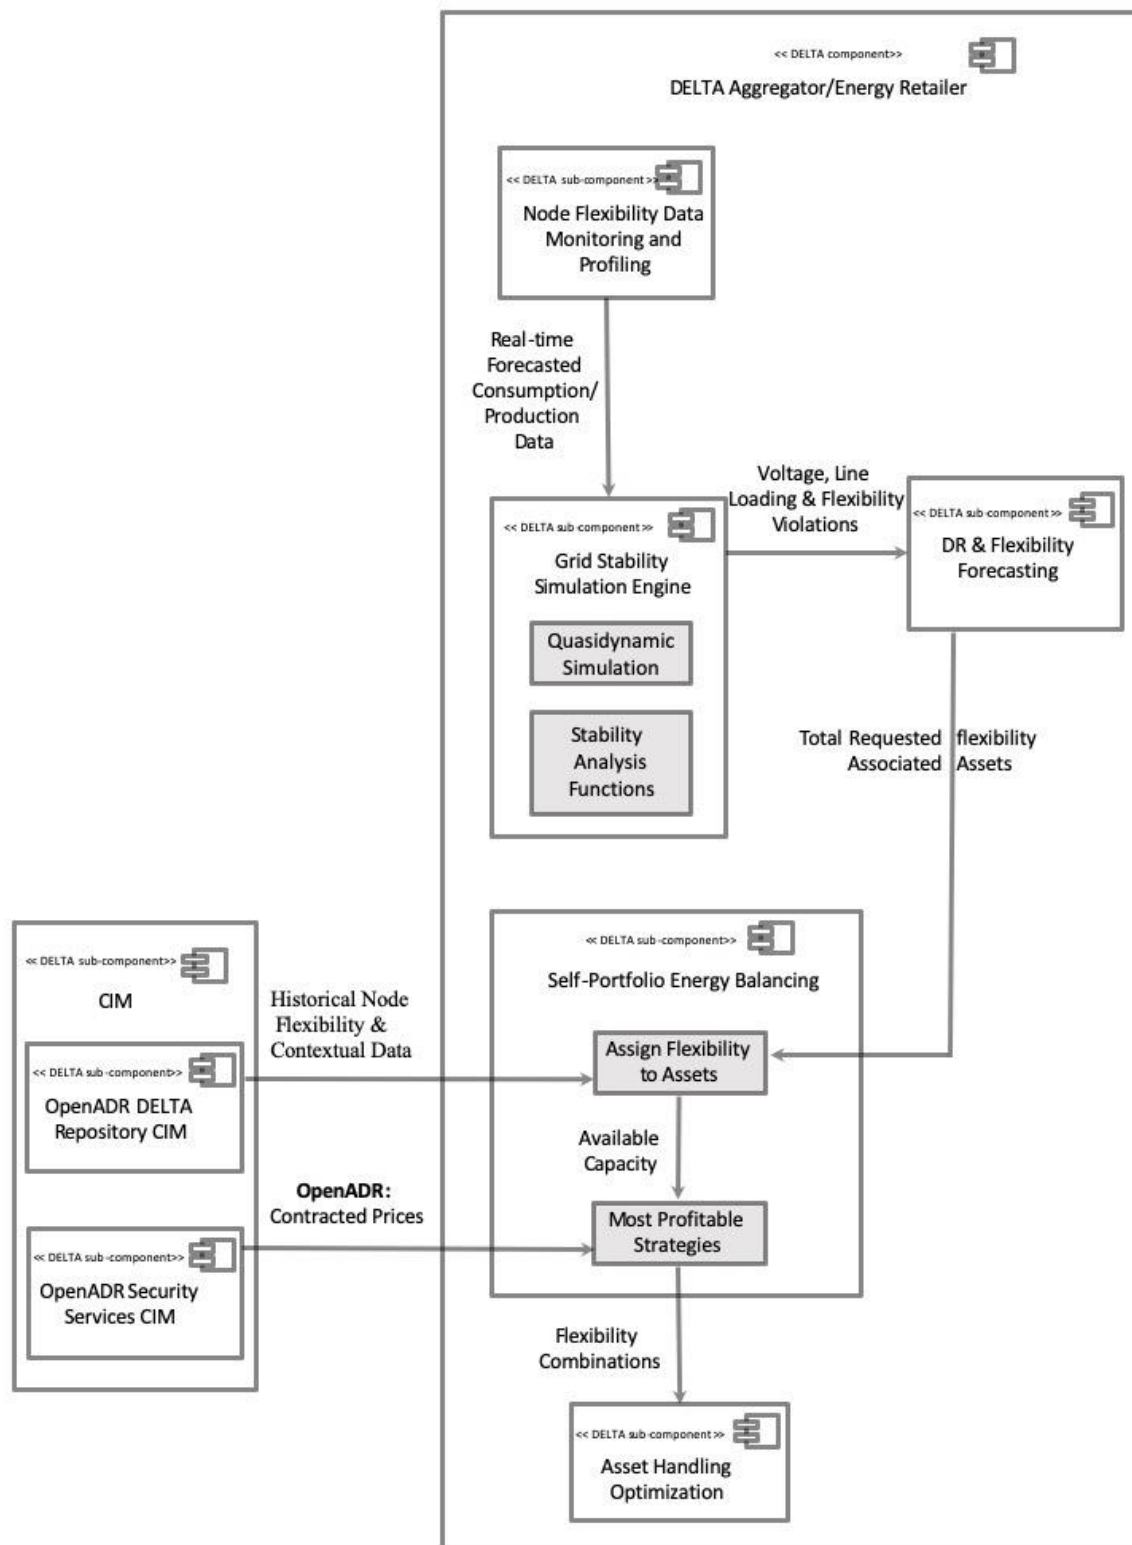 << DELTA component>>
DELTA Aggregator/Energy Retailer
<< DELTA sub-component >>
Node Flexibility Data
Monitoring and
Profiling
Real-time
Forecasted
Consumption/
Production
Data
Voltage, Line
Loading & Flexibility
Violations
<< DELTA sub-component >>
Grid Stability
Simulation Engine
Quasidynamic
Simulation
Stability
Analysis
Functions
<< DELTA sub-component >>
DR & Flexibility
Forecasting
Total Requested flexibility
Associated Assets
<< DELTA sub-component>>
CIM
<< DELTA sub-component>>
OpenADR DELTA
Repository CIM
<< DELTA sub-component>>
OpenADR Security
Services CIM
Historical Node
Flexibility &
Contextual Data
OpenADR:
Contracted Prices
<< DELTA sub-component>>
Self-Portfolio Energy Balancing
Assign Flexibility
to Assets
Available
Capacity
Most Profitable
Strategies
Flexibility
Combinations
<< DELTA sub-component >>
Asset Handling
Optimization